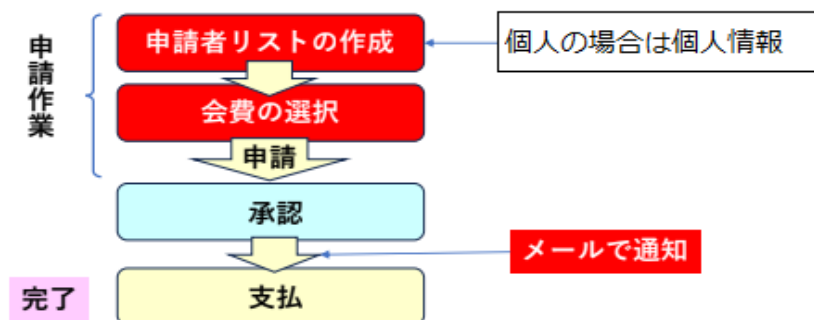 申請作業
申請者リストの作成
個人の場合は個人情報
会費の選択
申請
承認
メールで通知
完了
支払